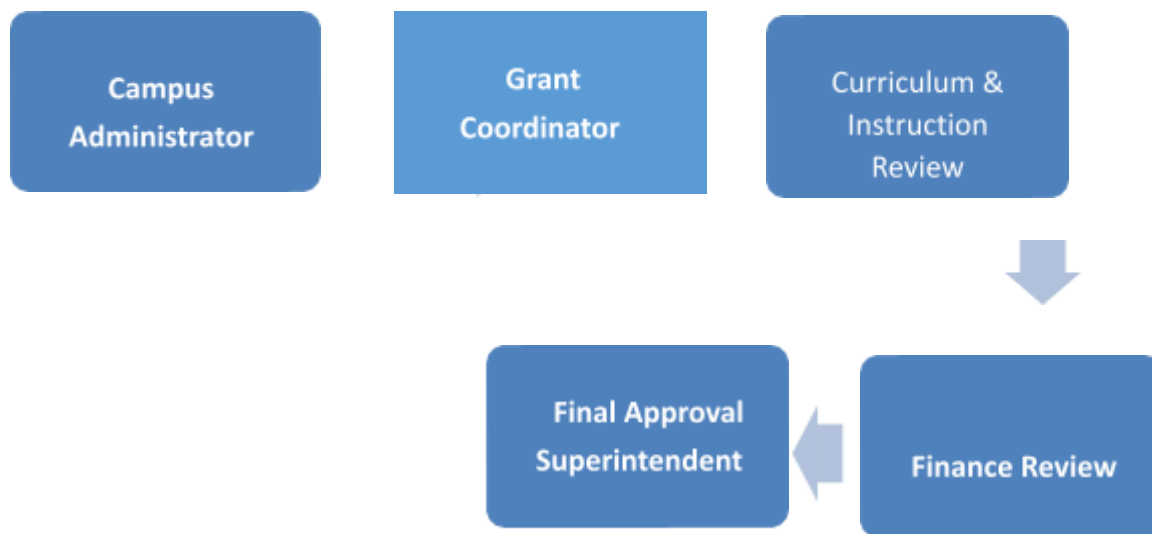 Campus
Administrator
Grant
Coordinator
Curriculum &
Instruction
Review
Final Approval
Superintendent
Finance Review